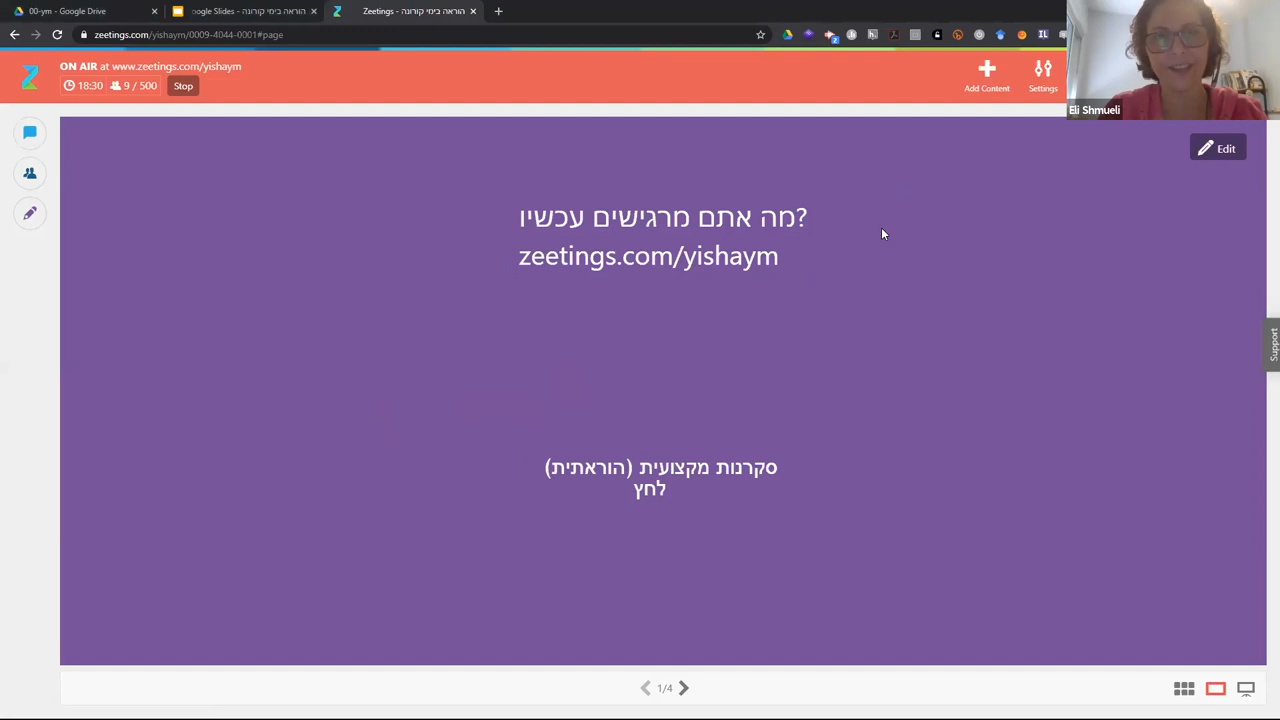 00-ym - Google Drive
הוראה בימי קורונה - oogle Slides
Zeetings - הוראה בימי קורונה
zeetings.com/yishaym/0009-4044-0001#page
ON AIR at www.zeetings.com/yishaym
18:30
9 / 500
Stop
Add Content
Settings
Eli Shmueli
Edit
מה אתם מרגישים עכשיו?
zeetings.com/yishaym
Support
סקרנות מקצועית (הוראתית)
לחץ
1/4